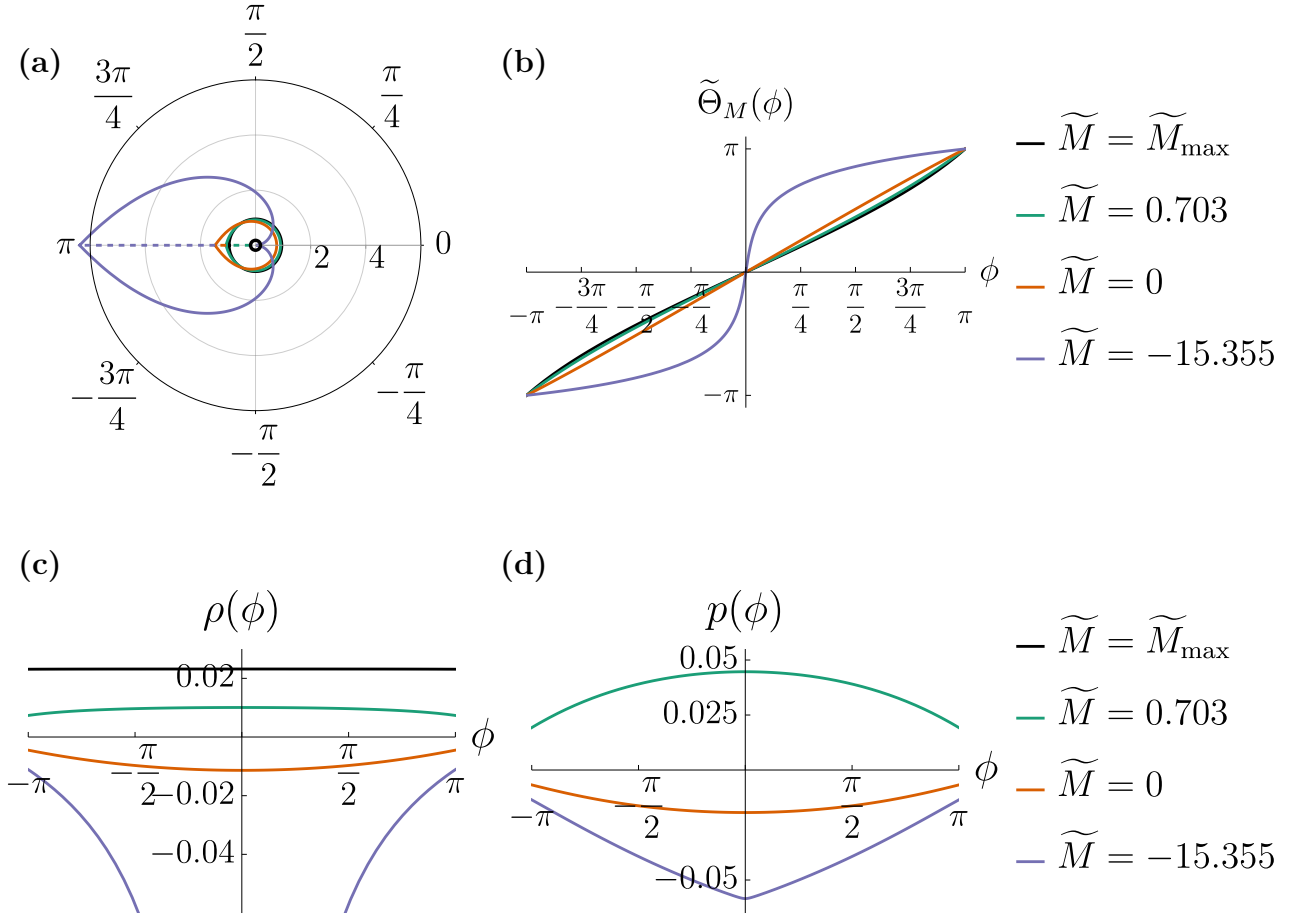 (a)
π/2
3π/4
π/4
π
2
4
0
−3π/4
−π/4
−π/2
(b)
Θ̃_M(ϕ)
π
ϕ
−π
−3π/4
−π/2
−π/4
π/4
π/2
3π/4
π
−π
M̃ = M̃_max
M̃ = 0.703
M̃ = 0
M̃ = −15.355
(c)
ρ(ϕ)
0.02
ϕ
−π
−π/2
π/2
π
−0.02
−0.04
(d)
p(ϕ)
0.05
0.025
ϕ
−π
−π/2
π/2
π
−0.05
M̃ = M̃_max
M̃ = 0.703
M̃ = 0
M̃ = −15.355